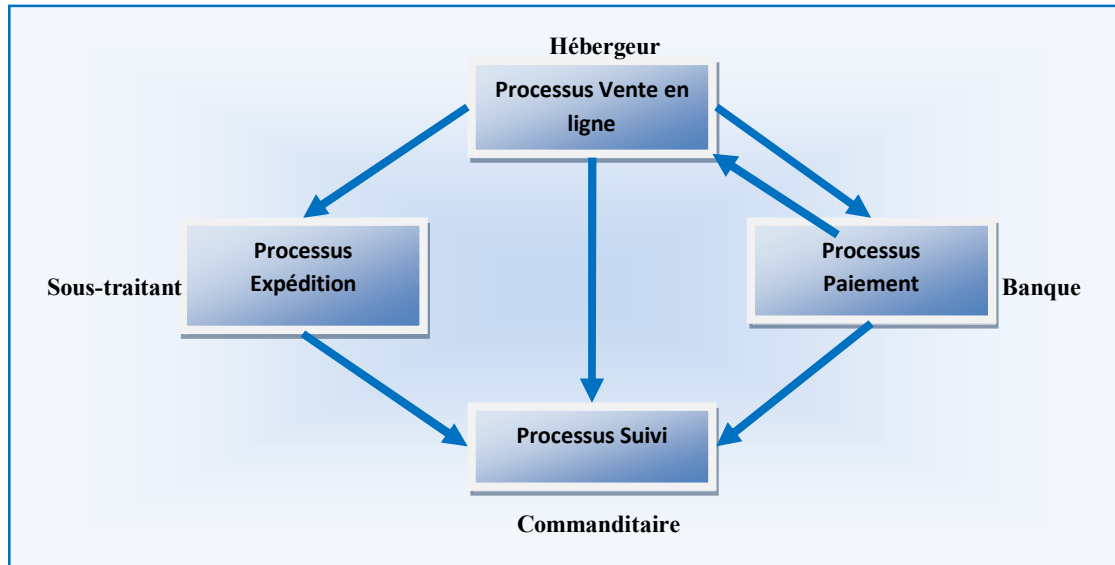 Hébergeur
Processus Vente en
ligne
Processus
Expédition
Sous-traitant
Processus
Paiement
Banque
Processus Suivi
Commanditaire